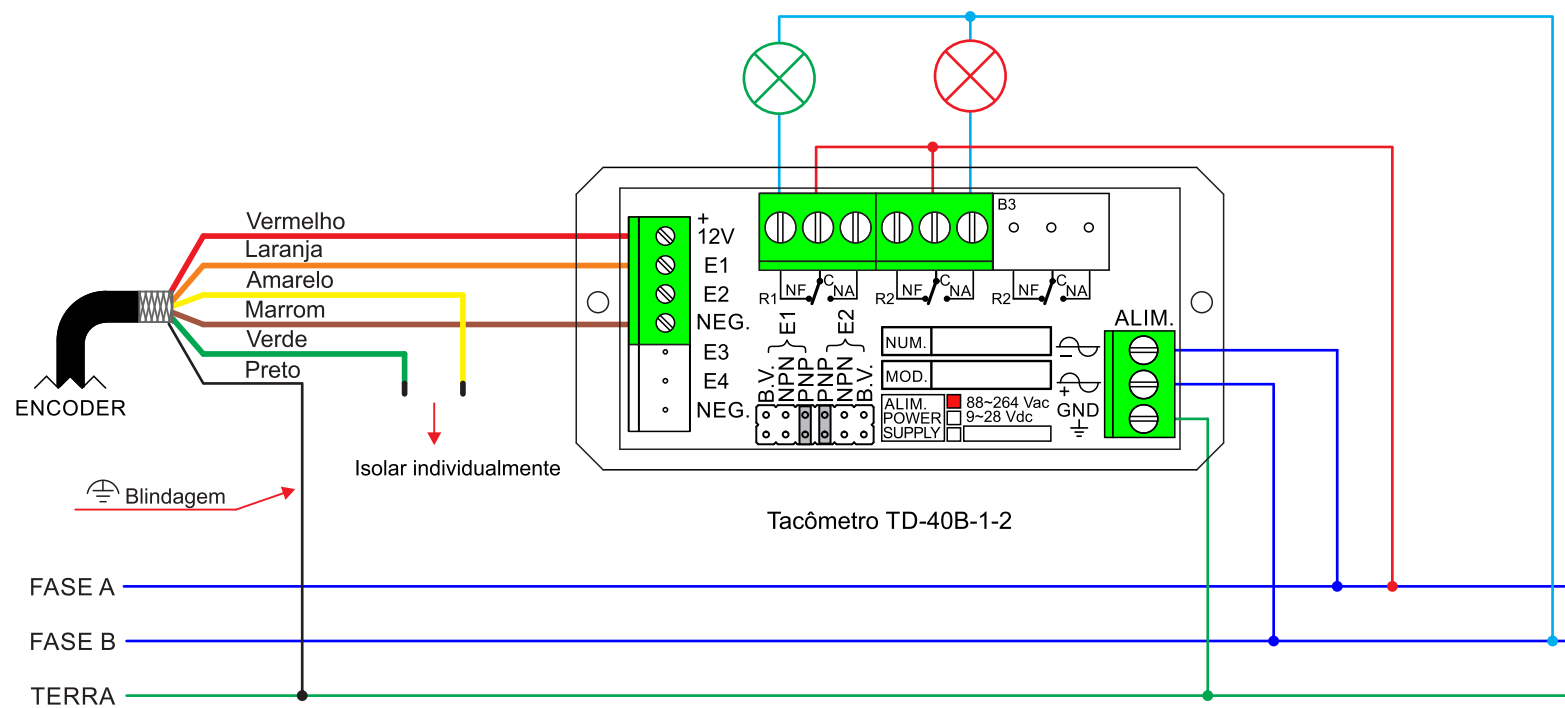 Vermelho
Laranja
Amarelo
Marrom
Verde
Preto
ENCODER
Isolar individualmente
Blindagem
+
12V
E1
E2
NEG.
E3
E4
NEG.
B3
R1 NF C NA
R2 NF C NA
R2 NF C NA
E1
E2
B.V.
NPN
PNP
PNP
NPN
B.V.
NUM.
MOD.
ALIM.
POWER
SUPPLY
88~264 Vac
9~28 Vdc
ALIM.
−
+
GND
Tacômetro TD-40B-1-2
FASE A
FASE B
TERRA